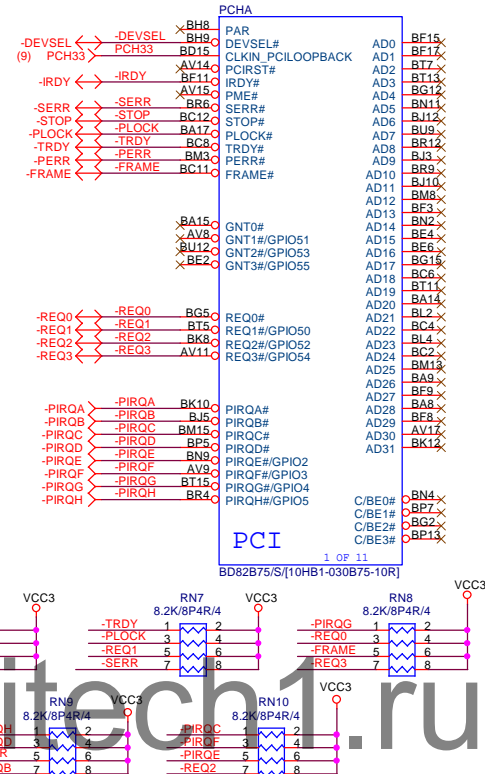 PCHA
BH8 PAR
-DEVSEL -DEVSEL BH9 DEVSEL#
(9) PCH33 PCH33 BD15 CLKIN_PCILOOPBACK
AV14 PCIRST#
-IRDY -IRDY BF11 IRDY#
AV15 PME#
-SERR -SERR BR6 SERR#
-STOP -STOP BC12 STOP#
-PLOCK -PLOCK BA17 PLOCK#
-TRDY -TRDY BC8 TRDY#
-PERR -PERR BM3 PERR#
-FRAME -FRAME BC11 FRAME#
BA15 GNT0#
AV8 GNT1#/GPIO51
BU12 GNT2#/GPIO53
BE2 GNT3#/GPIO55
-REQ0 -REQ0 BG5 REQ0#
-REQ1 -REQ1 BT5 REQ1#/GPIO50
-REQ2 -REQ2 BK8 REQ2#/GPIO52
-REQ3 -REQ3 AV11 REQ3#/GPIO54
-PIRQA -PIRQA BK10 PIRQA#
-PIRQB -PIRQB BJ5 PIRQB#
-PIRQC -PIRQC BM15 PIRQC#
-PIRQD -PIRQD BP5 PIRQD#
-PIRQE -PIRQE BN9 PIRQE#/GPIO2
-PIRQF -PIRQF AV9 PIRQF#/GPIO3
-PIRQG -PIRQG BT15 PIRQG#/GPIO4
-PIRQH -PIRQH BR4 PIRQH#/GPIO5
AD0 BF15
AD1 BF17
AD2 BT7
AD3 BT13
AD4 BG12
AD5 BN11
AD6 BJ12
AD7 BU9
AD8 BR12
AD9 BJ3
AD10 BR9
AD11 BJ10
AD12 BM8
AD13 BF3
AD14 BN2
AD15 BE4
AD16 BE6
AD17 BG15
AD18 BC6
AD19 BT11
AD20 BA14
AD21 BL2
AD22 BC4
AD23 BL4
AD24 BC2
AD25 BM13
AD26 BA9
AD27 BF9
AD28 BA8
AD29 BF8
AD30 AV17
AD31 BK12
C/BE0# BN4
C/BE1# BP7
C/BE2# BG2
C/BE3# BP13
PCI
1 OF 11
BD82B75/S/[10HB1-030B75-10R]
VCC3
RN7 VCC3
8.2K/8P4R/4
-TRDY 1 2
-PLOCK 3 4
-REQ1 5 6
-SERR 7 8
RN8 VCC3
8.2K/8P4R/4
-PIRQG 1 2
-REQ0 3 4
-FRAME 5 6
-REQ3 7 8
RN9 VCC3
8.2K/8P4R/4
1 2
3 4
5 6
7 8
RN10 VCC3
8.2K/8P4R/4
-PIRQC 1 2
-PIRQF 3 4
-PIRQE 5 6
-REQ2 7 8
itech1.ru